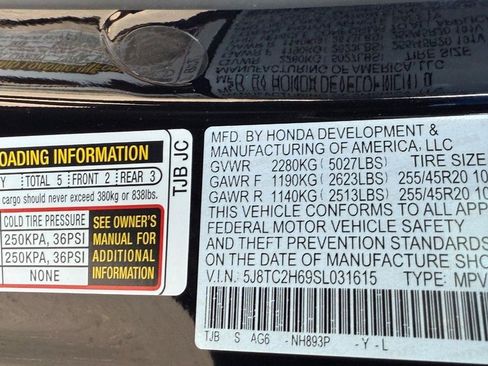 OADING INFORMATION
Y TOTAL 5 FRONT 2 REAR 3
cargo should never exceed 380kg or 838lbs.
COLD TIRE PRESSURE
250KPA, 36PSI
250KPA, 36PSI
NONE
SEE OWNER'S
MANUAL FOR
ADDITIONAL
INFORMATION
TJB JC
MFD. BY HONDA DEVELOPMENT &
MANUFACTURING OF AMERICA, LLC
GVWR 2280KG ( 5027LBS) TIRE SIZE
GAWR F 1190KG ( 2623LBS) 255/45R20 10
GAWR R 1140KG ( 2513LBS) 255/45R20 10
THIS VEHICLE CONFORMS TO ALL APP
FEDERAL MOTOR VEHICLE SAFETY
AND THEFT PREVENTION STANDARDS
ON THE DATE OF MANUFACTURE SHO
V.I.N. 5J8TC2H69SL031615 TYPE: MPV
TJB S AG6 -NH893P -Y-L